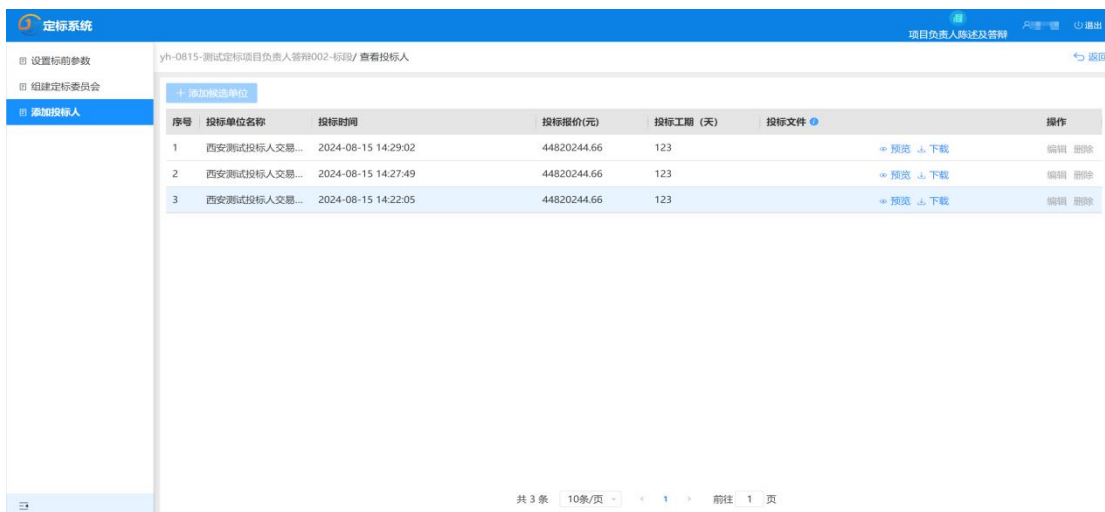 定标系统
项目负责人陈述及答辩
退出
设置标前参数
组建定标委员会
添加投标人
yh-0815-测试定标项目负责人答辩002-标段/ 查看投标人
返回
+ 添加候选单位
序号 投标单位名称 投标时间 投标报价(元) 投标工期（天） 投标文件 操作
1 西安测试投标人交易... 2024-08-15 14:29:02 44820244.66 123 预览 下载 编辑 删除
2 西安测试投标人交易... 2024-08-15 14:27:49 44820244.66 123 预览 下载 编辑 删除
3 西安测试投标人交易... 2024-08-15 14:22:05 44820244.66 123 预览 下载 编辑 删除
共 3 条 10条/页 1 前往 1 页